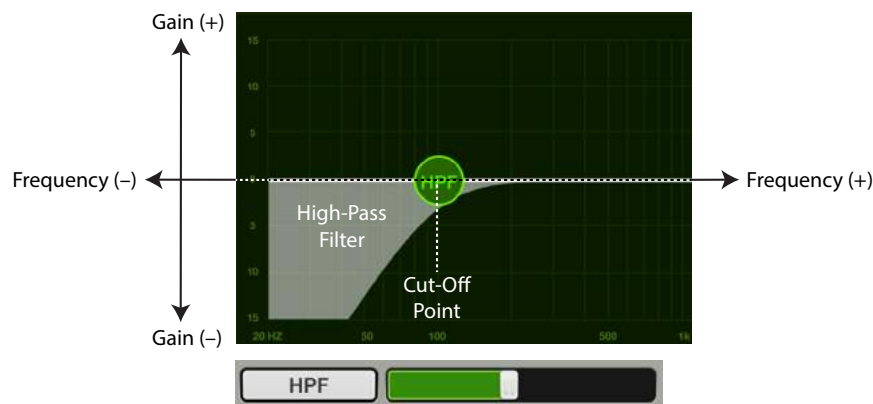 Gain (+)
15
10
5
Frequency (–)
0
HPF
Frequency (+)
High-Pass
Filter
5
10
Cut-Off
Point
15
Gain (–)
20 HZ
50
100
500
1k
HPF